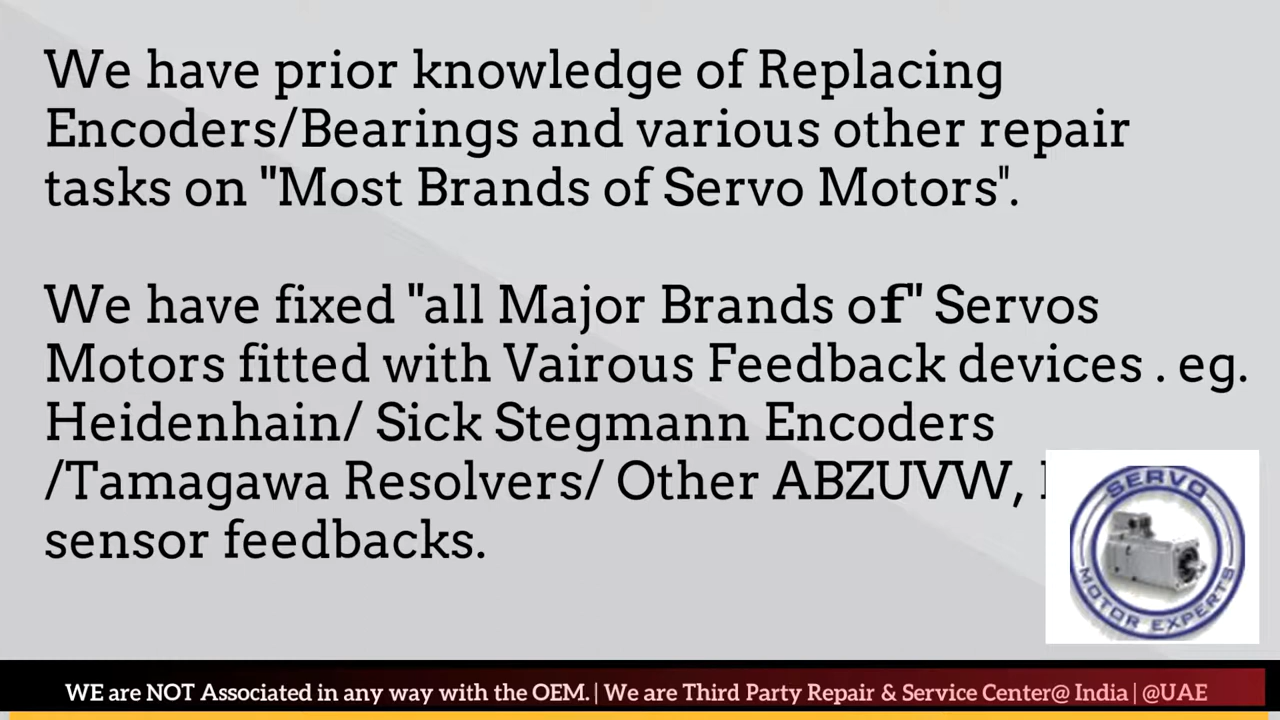 We have prior knowledge of Replacing
Encoders/Bearings and various other repair
tasks on "Most Brands of Servo Motors".
We have fixed "all Major Brands of" Servos
Motors fitted with Vairous Feedback devices . eg.
Heidenhain/ Sick Stegmann Encoders
/Tamagawa Resolvers/ Other ABZUVW,
sensor feedbacks.
SERVO
MOTOR EXPERTS
WE are NOT Associated in any way with the OEM. | We are Third Party Repair & Service Center@ India | @UAE